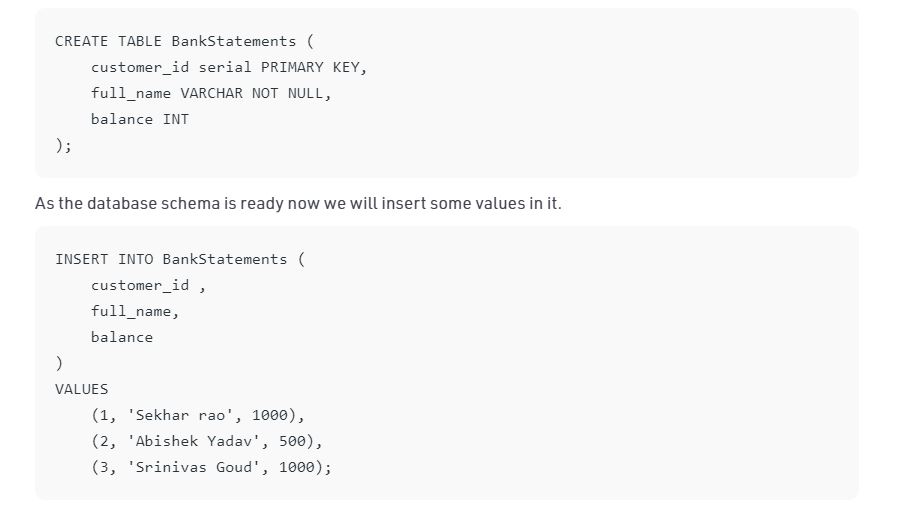 CREATE TABLE BankStatements (
    customer_id serial PRIMARY KEY,
    full_name VARCHAR NOT NULL,
    balance INT
);
As the database schema is ready now we will insert some values in it.
INSERT INTO BankStatements (
    customer_id ,
    full_name,
    balance
)
VALUES
    (1, 'Sekhar rao', 1000),
    (2, 'Abishek Yadav', 500),
    (3, 'Srinivas Goud', 1000);